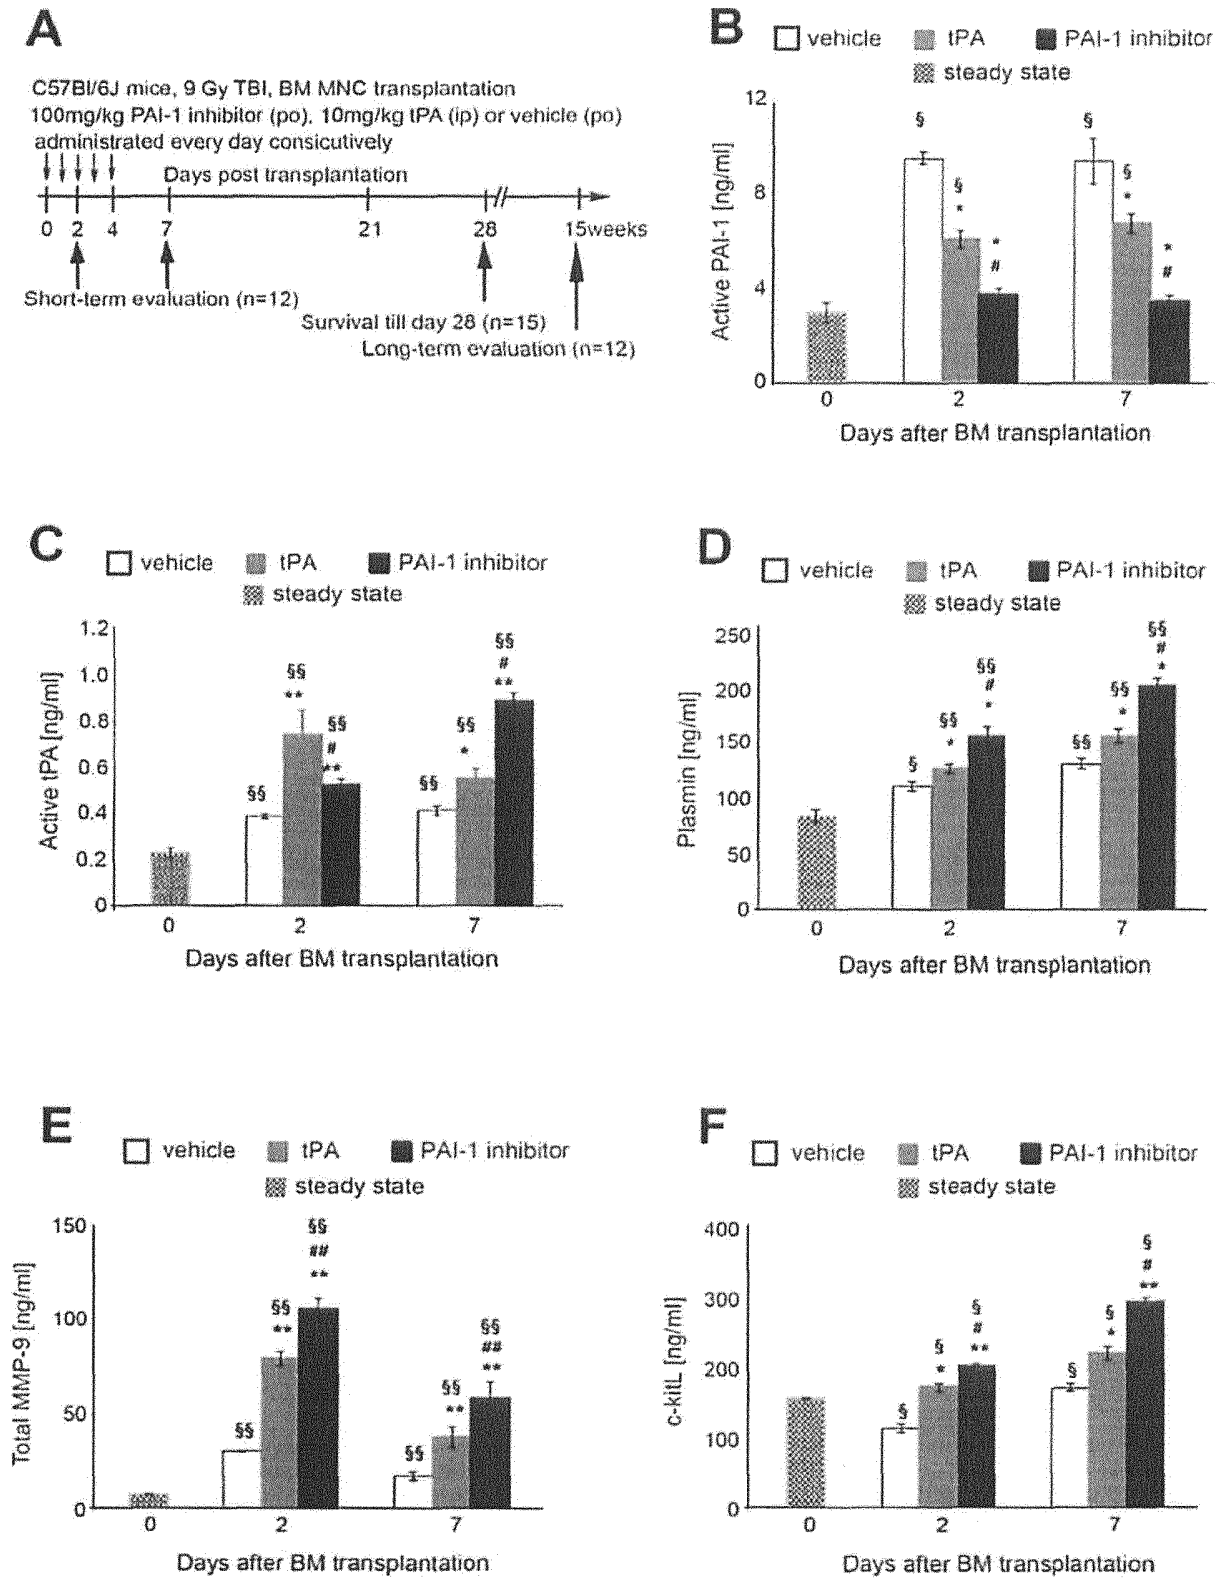 A
C57Bl/6J mice, 9 Gy TBI, BM MNC transplantation
100mg/kg PAI-1 inhibitor (po), 10mg/kg tPA (ip) or vehicle (po)
administrated every day consicutively
Days post transplantation
0 2 4 7 21 28 15weeks
Short-term evaluation (n=12)
Survival till day 28 (n=15)
Long-term evaluation (n=12)
B
vehicle tPA PAI-1 inhibitor
steady state
Active PAI-1 [ng/ml]
12
8
4
0
§ § * * # § § * * #
0 2 7
Days after BM transplantation
C
vehicle tPA PAI-1 inhibitor
steady state
Active tPA [ng/ml]
1.2
1.0
0.8
0.6
0.4
0.2
0
§§ §§ ** §§ # ** §§ §§ * §§ # **
0 2 7
Days after BM transplantation
D
vehicle tPA PAI-1 inhibitor
steady state
Plasmin [ng/ml]
250
200
150
100
50
0
§ §§ * §§ # * §§ §§ * §§ # *
0 2 7
Days after BM transplantation
E
vehicle tPA PAI-1 inhibitor
steady state
Total MMP-9 [ng/ml]
150
100
50
0
§§ §§ ** §§ ## ** §§ §§ ** §§ ## **
0 2 7
Days after BM transplantation
F
vehicle tPA PAI-1 inhibitor
steady state
c-kitL [ng/ml]
400
300
200
100
0
§ § * § # ** § § * § # **
0 2 7
Days after BM transplantation